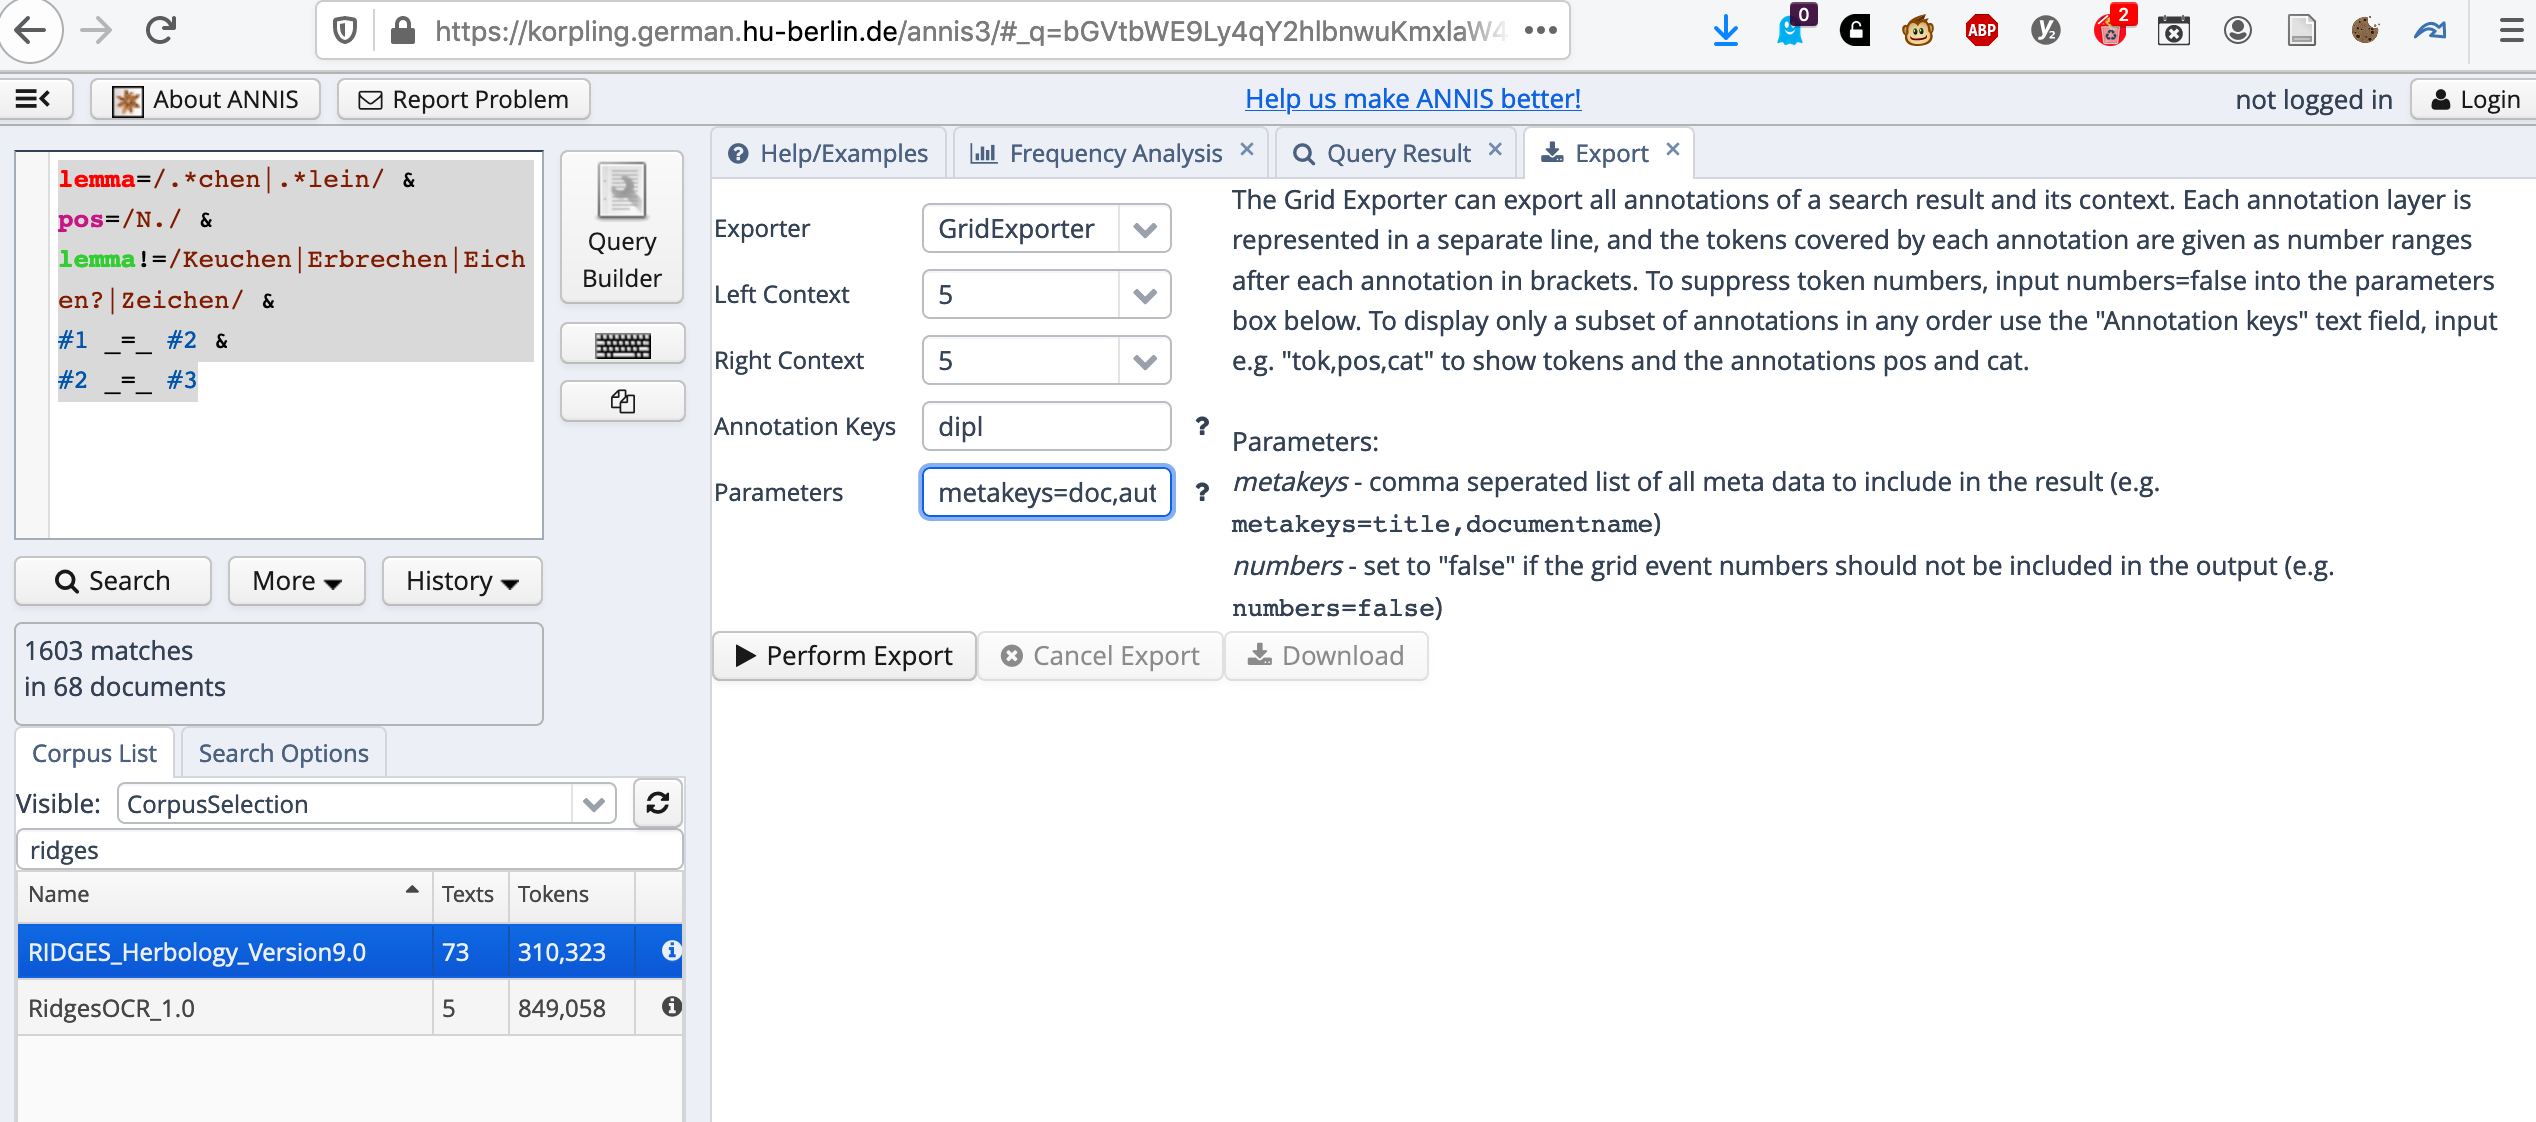 https://korpling.german.hu-berlin.de/annis3/#_q=bGVtbWE9Ly4qY2hlbnwuKmxlaW4
0
ABP
y2
2
About ANNIS
Report Problem
Help us make ANNIS better!
not logged in
Login
lemma=/.*chen|.*lein/ &
pos=/N./ &
lemma!=/Keuchen|Erbrechen|Eich
en?|Zeichen/ &
#1 _=_ #2 &
#2 _=_ #3
Query
Builder
Search
More
History
1603 matches
in 68 documents
Corpus List
Search Options
Visible:
CorpusSelection
ridges
Name Texts Tokens
RIDGES_Herbology_Version9.0 73 310,323
RidgesOCR_1.0 5 849,058
Help/Examples
Frequency Analysis
Query Result
Export
Exporter GridExporter
Left Context 5
Right Context 5
Annotation Keys dipl ?
Parameters metakeys=doc,aut ?
The Grid Exporter can export all annotations of a search result and its context. Each annotation layer is
represented in a separate line, and the tokens covered by each annotation are given as number ranges
after each annotation in brackets. To suppress token numbers, input numbers=false into the parameters
box below. To display only a subset of annotations in any order use the "Annotation keys" text field, input
e.g. "tok,pos,cat" to show tokens and the annotations pos and cat.
Parameters:
metakeys - comma seperated list of all meta data to include in the result (e.g.
metakeys=title,documentname)
numbers - set to "false" if the grid event numbers should not be included in the output (e.g.
numbers=false)
Perform Export
Cancel Export
Download